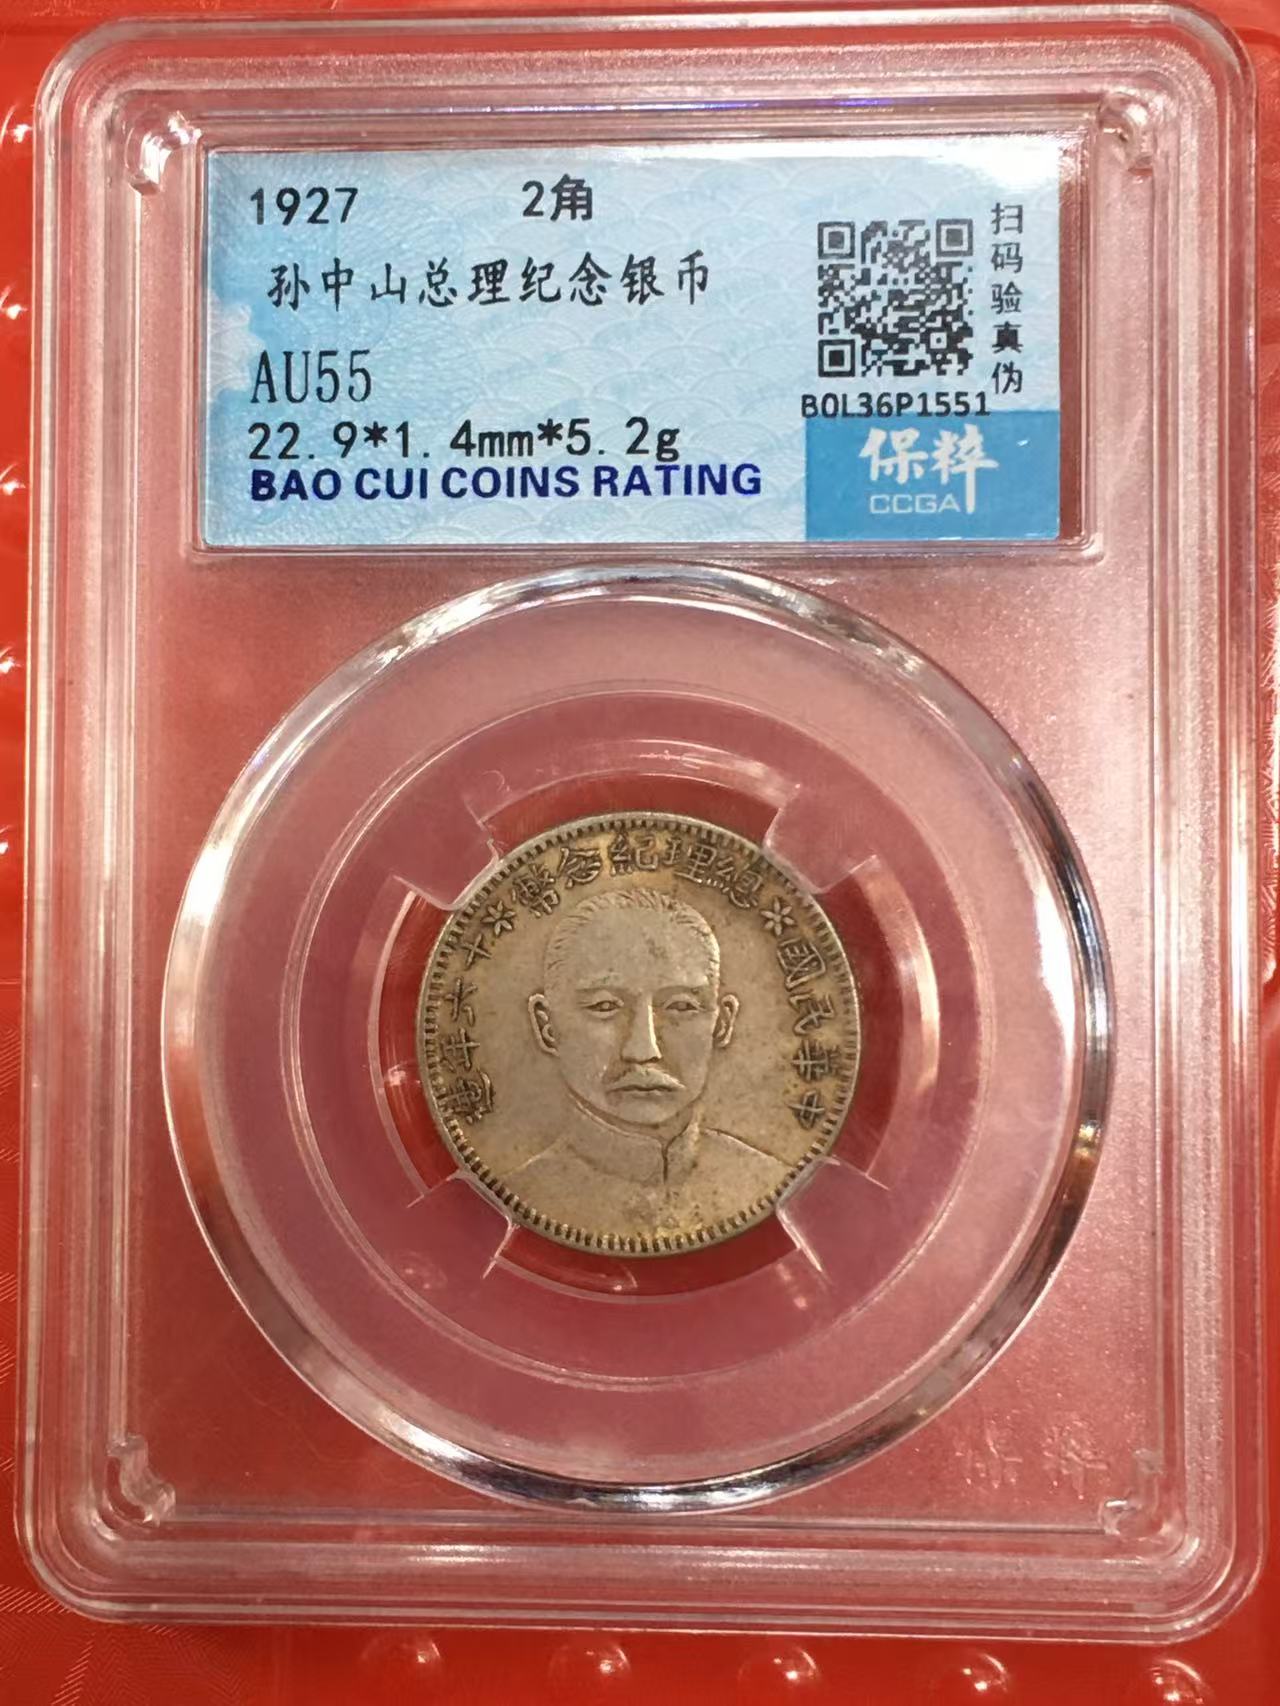 1927 2角
孙中山总理纪念银币
AU55
22.9*1.4mm*5.2g
BAO CUI COINS RATING
扫码验真伪
B0L36P1551
保粹
CCGA
中華民國*總理紀念幣*十六年造